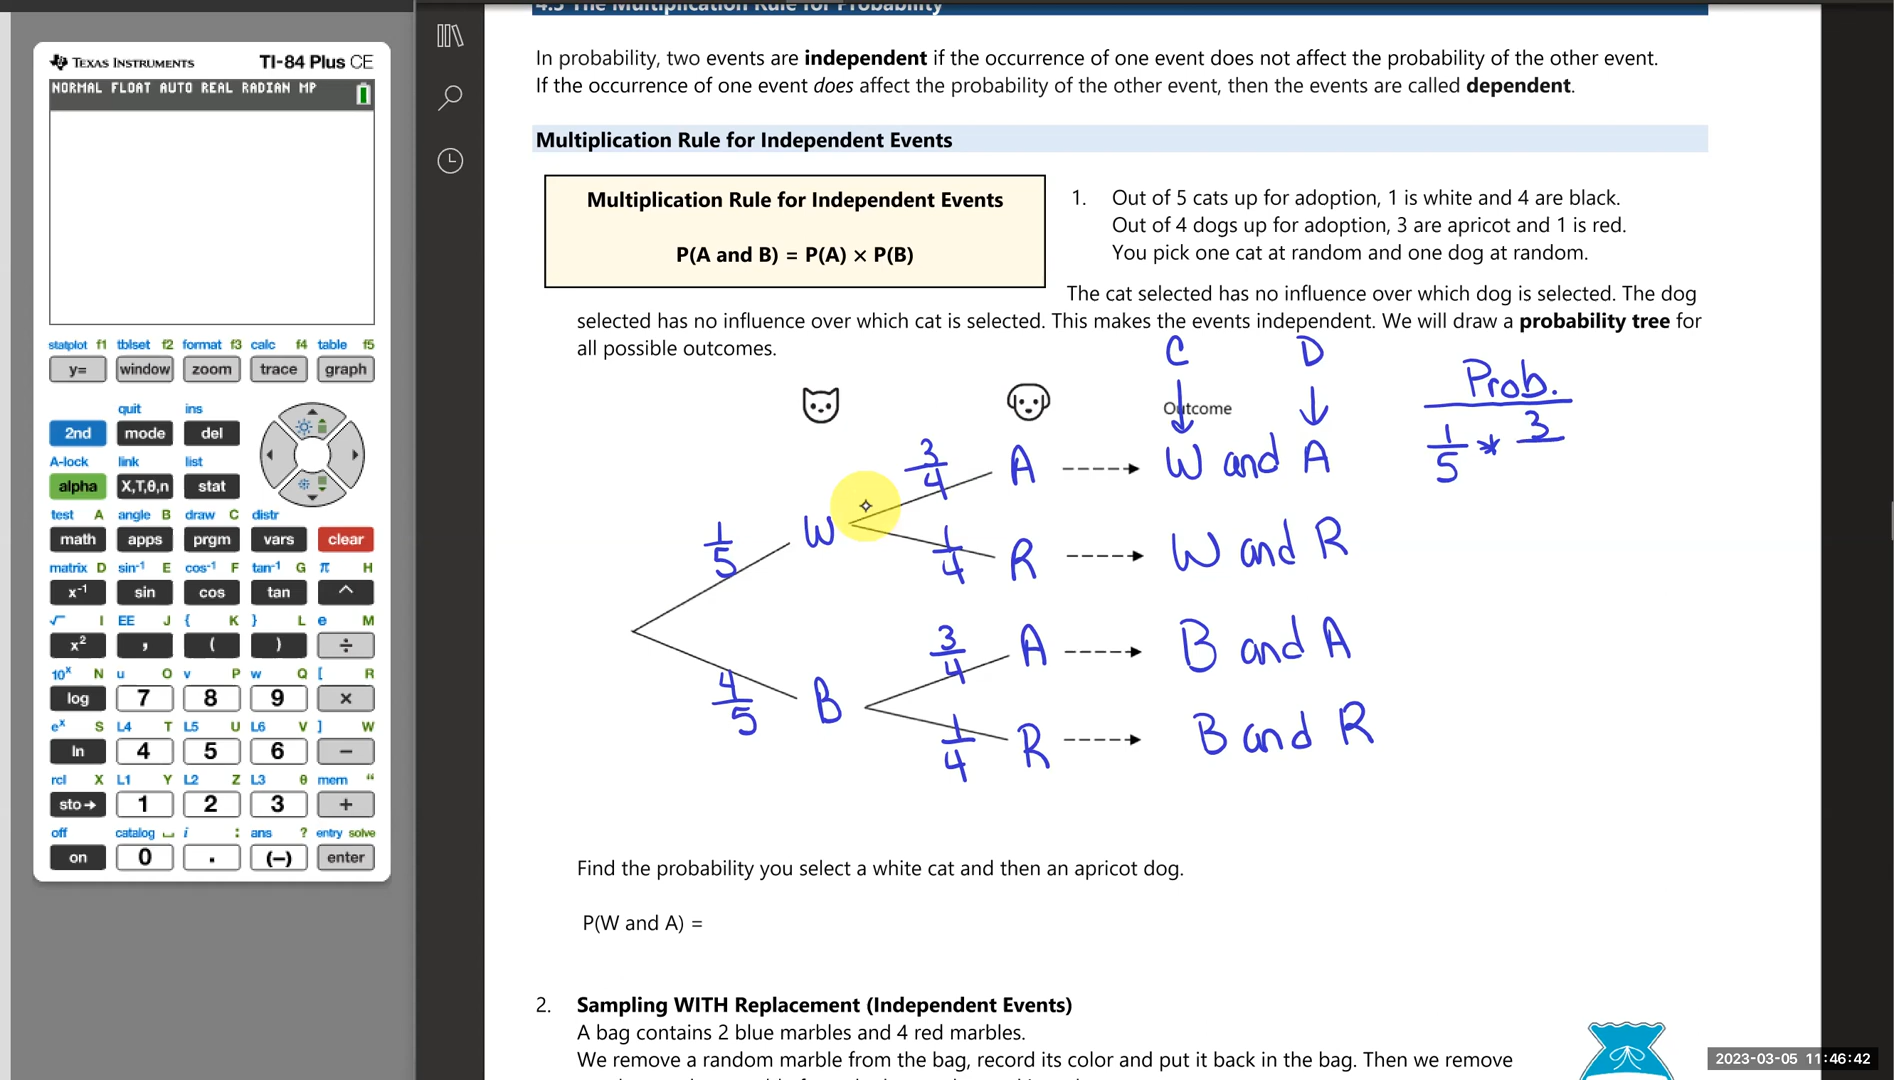 4.3 The Multiplication Rule for Probability
In probability, two events are independent if the occurrence of one event does not affect the probability of the other event.
If the occurrence of one event does affect the probability of the other event, then the events are called dependent.
Multiplication Rule for Independent Events
Multiplication Rule for Independent Events
P(A and B) = P(A) × P(B)
1. Out of 5 cats up for adoption, 1 is white and 4 are black.
Out of 4 dogs up for adoption, 3 are apricot and 1 is red.
You pick one cat at random and one dog at random.
The cat selected has no influence over which dog is selected. The dog
selected has no influence over which cat is selected. This makes the events independent. We will draw a probability tree for
all possible outcomes.
C D
Prob.
Outcome
1/5 * 3
3/4 A W and A
1/5 W
1/4 R W and R
3/4 A B and A
4/5 B
1/4 R B and R
Find the probability you select a white cat and then an apricot dog.
P(W and A) =
2. Sampling WITH Replacement (Independent Events)
A bag contains 2 blue marbles and 4 red marbles.
We remove a random marble from the bag, record its color and put it back in the bag. Then we remove
2023-03-05 11:46:42
TEXAS INSTRUMENTS TI-84 Plus CE
NORMAL FLOAT AUTO REAL RADIAN MP
statplot f1 tblset f2 format f3 calc f4 table f5
y= window zoom trace graph
quit ins
2nd mode del
A-lock link list
alpha X,T,θ,n stat
test A angle B draw C distr
math apps prgm vars clear
matrix D sin⁻¹ E cos⁻¹ F tan⁻¹ G π H
x⁻¹ sin cos tan ^
√ I EE J { K } L e M
x² , ( ) ÷
10ˣ N u O v P w Q [ R
log 7 8 9 ×
eˣ S L4 T L5 U L6 V ] W
ln 4 5 6 −
rcl X L1 Y L2 Z L3 θ mem "
sto→ 1 2 3 +
off catalog ⎵ i : ans ? entry solve
on 0 . (−) enter